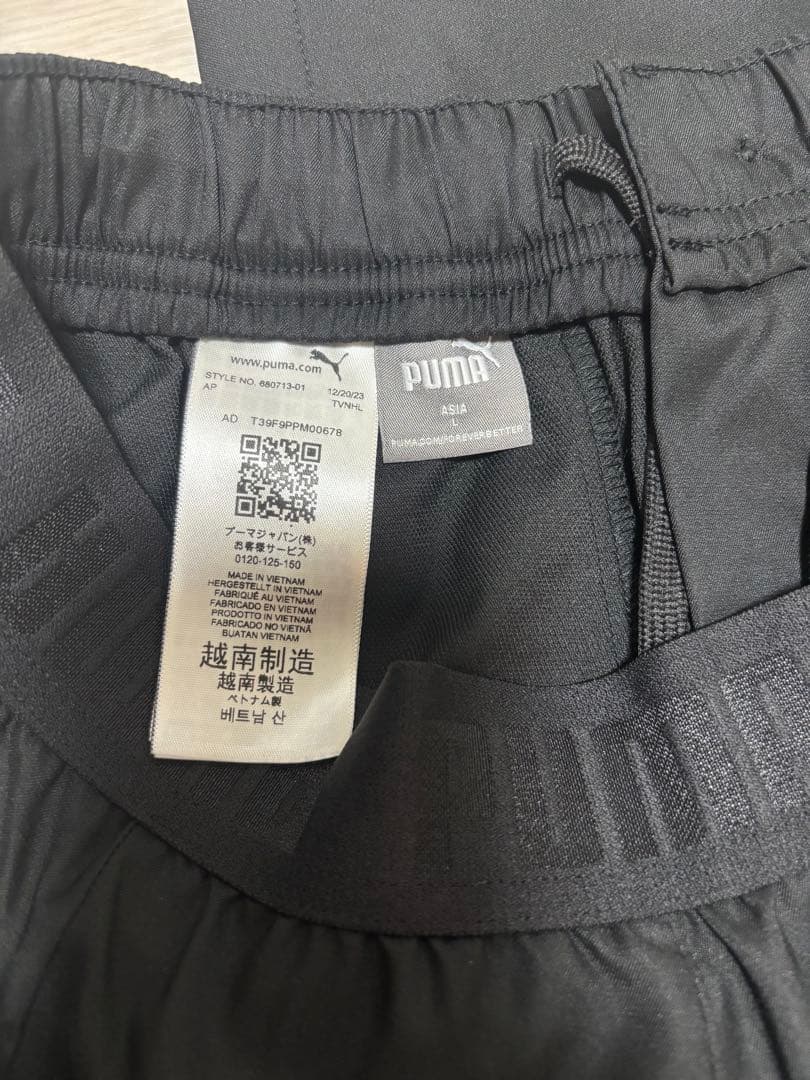 www.puma.com
STYLE NO. 680713-01 12/20/23
AP TVNHL
AD T39F9PPM00678
プーマジャパン(株)
お客様サービス
0120-125-150
MADE IN VIETNAM
HERGESTELLT IN VIETNAM
FABRIQUÉ AU VIETNAM
FABRICADO EN VIETNAM
PRODOTTO IN VIETNAM
FABRICADO NO VIETNÃ
BUATAN VIETNAM
越南制造
越南製造
ベトナム製
베트남 산
PUMA
ASIA
L
PUMA.COM/FOREVERBETTER
PUMA